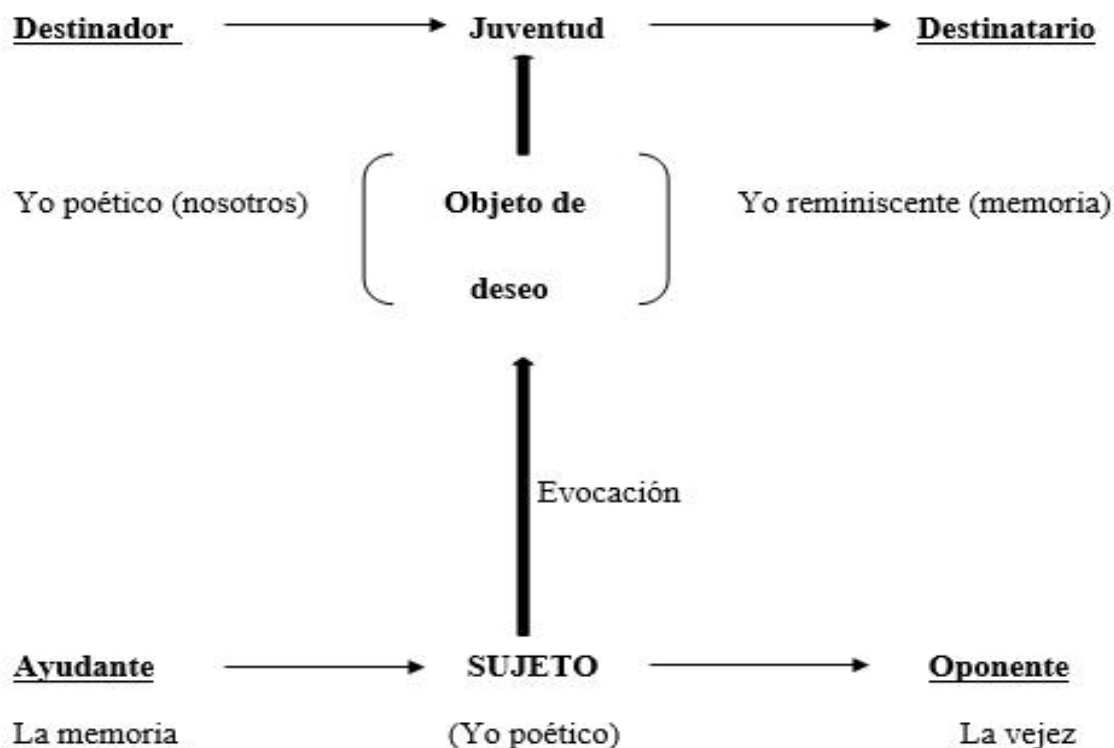 Destinador Juventud Destinatario
Yo poético (nosotros) Objeto de Yo reminiscente (memoria)
deseo
Evocación
Ayudante SUJETO Oponente
La memoria (Yo poético) La vejez